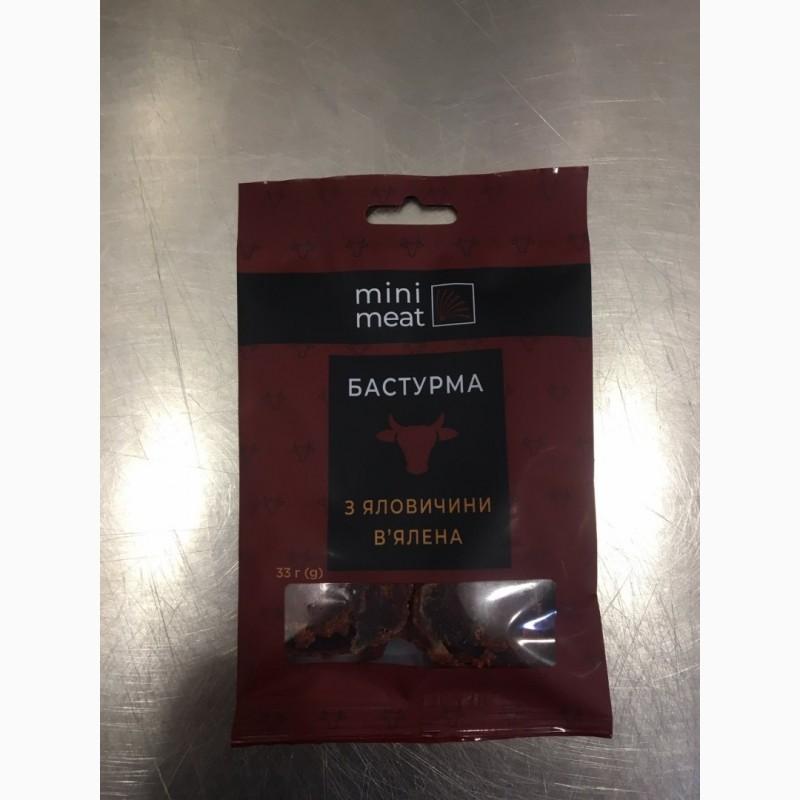 mini
meat
БАСТУРМА
З ЯЛОВИЧИНИ
В'ЯЛЕНА
33 г (g)